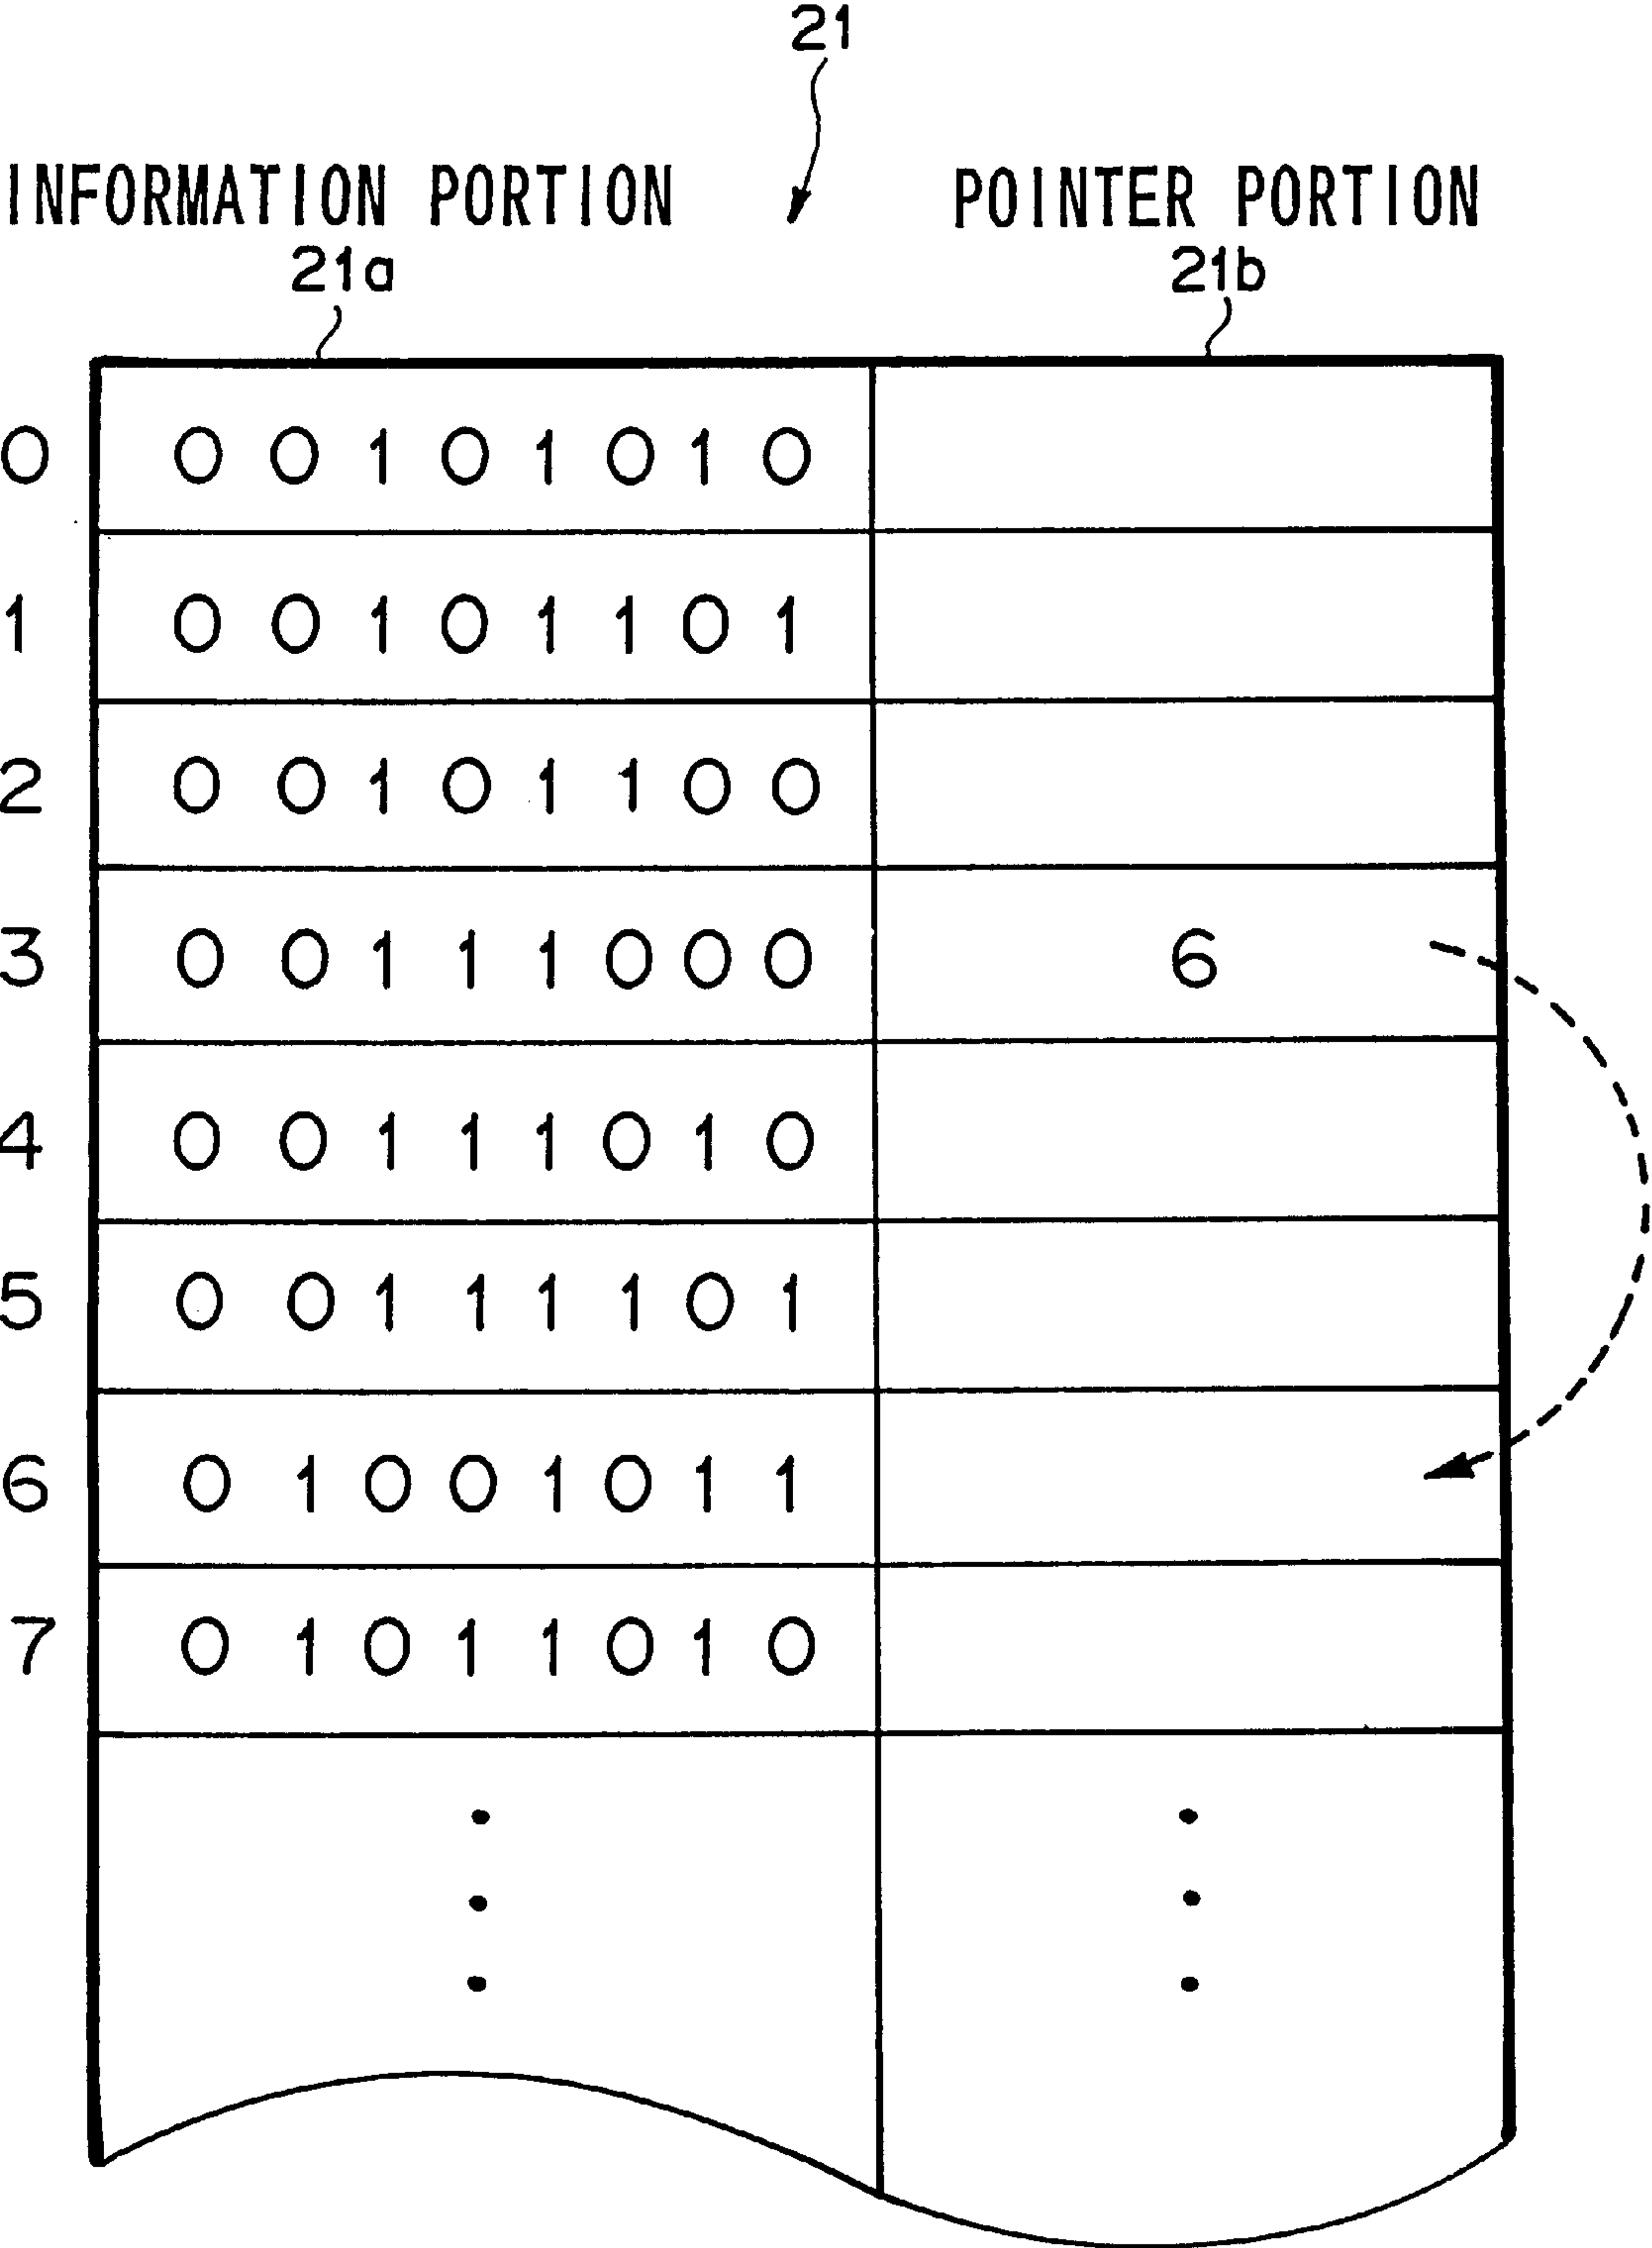 21
INFORMATION PORTION POINTER PORTION
21a 21b
0 0 0 1 0 1 0 1 0
1 0 0 1 0 1 1 0 1
2 0 0 1 0 1 1 0 0
3 0 0 1 1 1 0 0 0 6
4 0 0 1 1 1 0 1 0
5 0 0 1 1 1 1 0 1
6 0 1 0 0 1 0 1 1
7 0 1 0 1 1 0 1 0